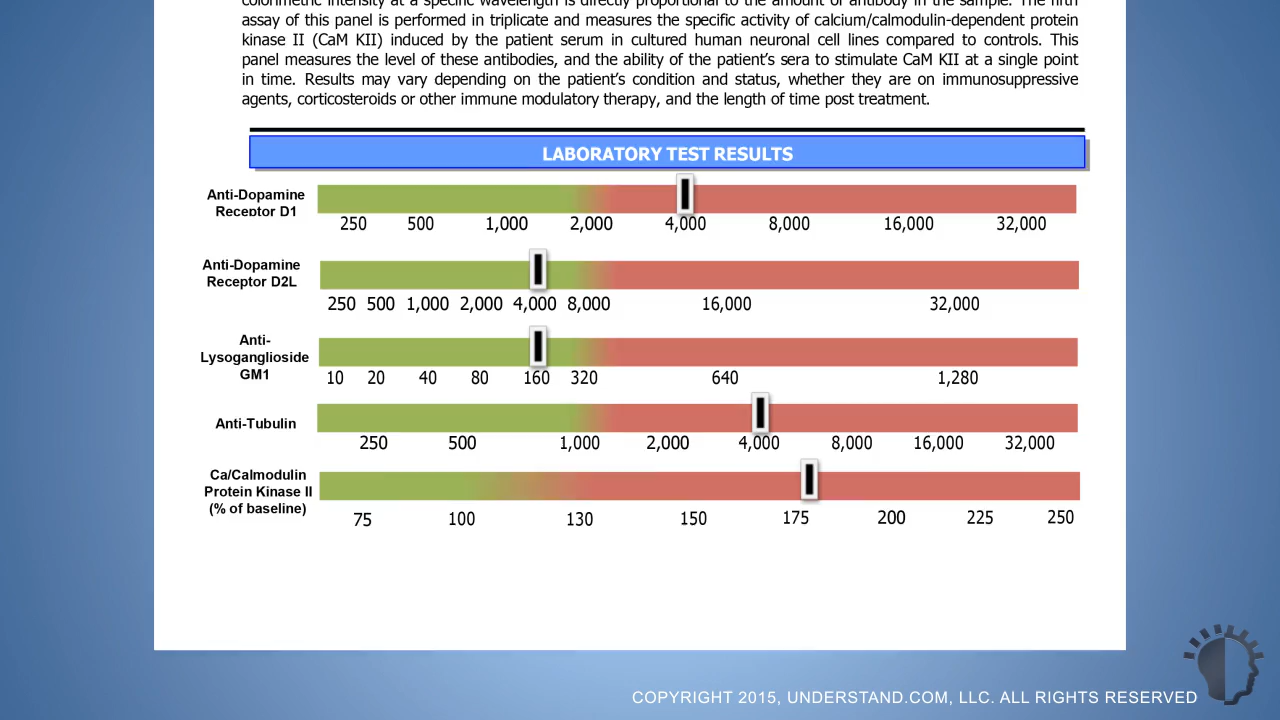 colorimetric intensity at a specific wavelength is directly proportional to the amount of antibody in the sample. The fifth
assay of this panel is performed in triplicate and measures the specific activity of calcium/calmodulin-dependent protein
kinase II (CaM KII) induced by the patient serum in cultured human neuronal cell lines compared to controls. This
panel measures the level of these antibodies, and the ability of the patient's sera to stimulate CaM KII at a single point
in time. Results may vary depending on the patient's condition and status, whether they are on immunosuppressive
agents, corticosteroids or other immune modulatory therapy, and the length of time post treatment.
LABORATORY TEST RESULTS
Anti-Dopamine
Receptor D1
250 500 1,000 2,000 4,000 8,000 16,000 32,000
Anti-Dopamine
Receptor D2L
250 500 1,000 2,000 4,000 8,000 16,000 32,000
Anti-
Lysoganglioside
GM1
10 20 40 80 160 320 640 1,280
Anti-Tubulin
250 500 1,000 2,000 4,000 8,000 16,000 32,000
Ca/Calmodulin
Protein Kinase II
(% of baseline)
75 100 130 150 175 200 225 250
COPYRIGHT 2015, UNDERSTAND.COM, LLC. ALL RIGHTS RESERVED